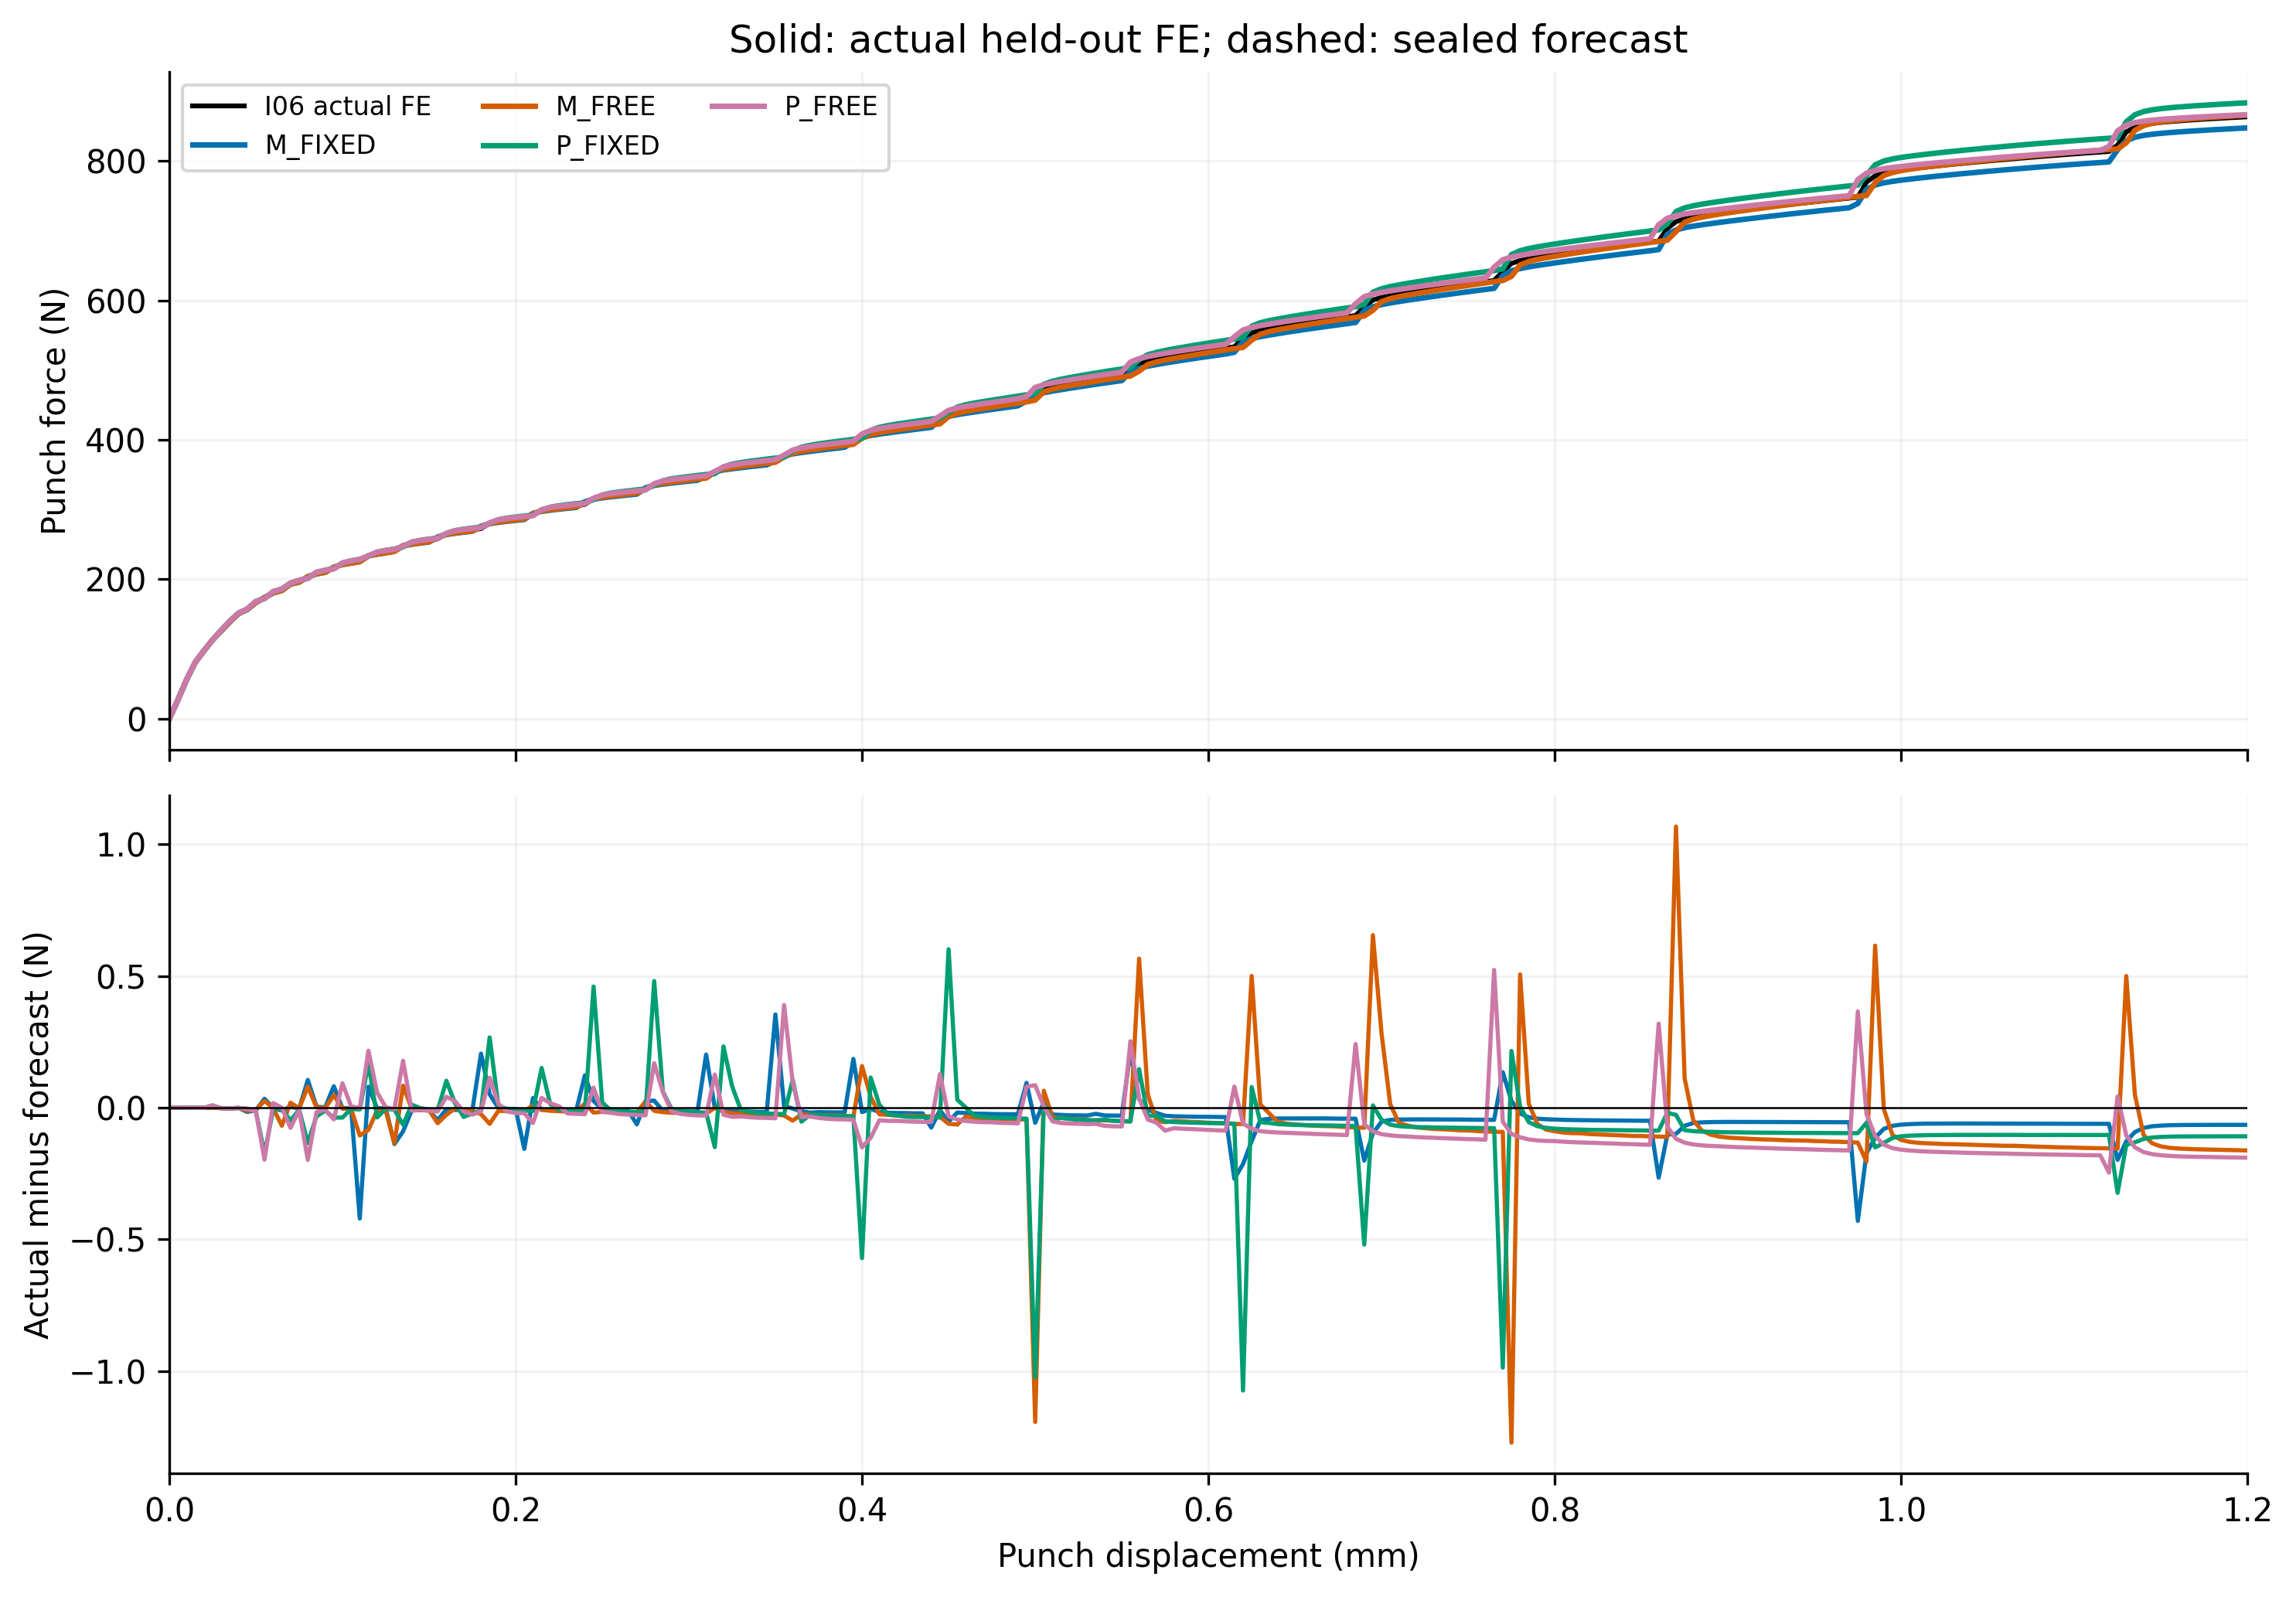 Solid: actual held-out FE; dashed: sealed forecast
I06 actual FE
M_FIXED
M_FREE
P_FIXED
P_FREE
Punch force (N)
800
600
400
200
0
Actual minus forecast (N)
1.0
0.5
0.0
−0.5
−1.0
0.0 0.2 0.4 0.6 0.8 1.0 1.2
Punch displacement (mm)